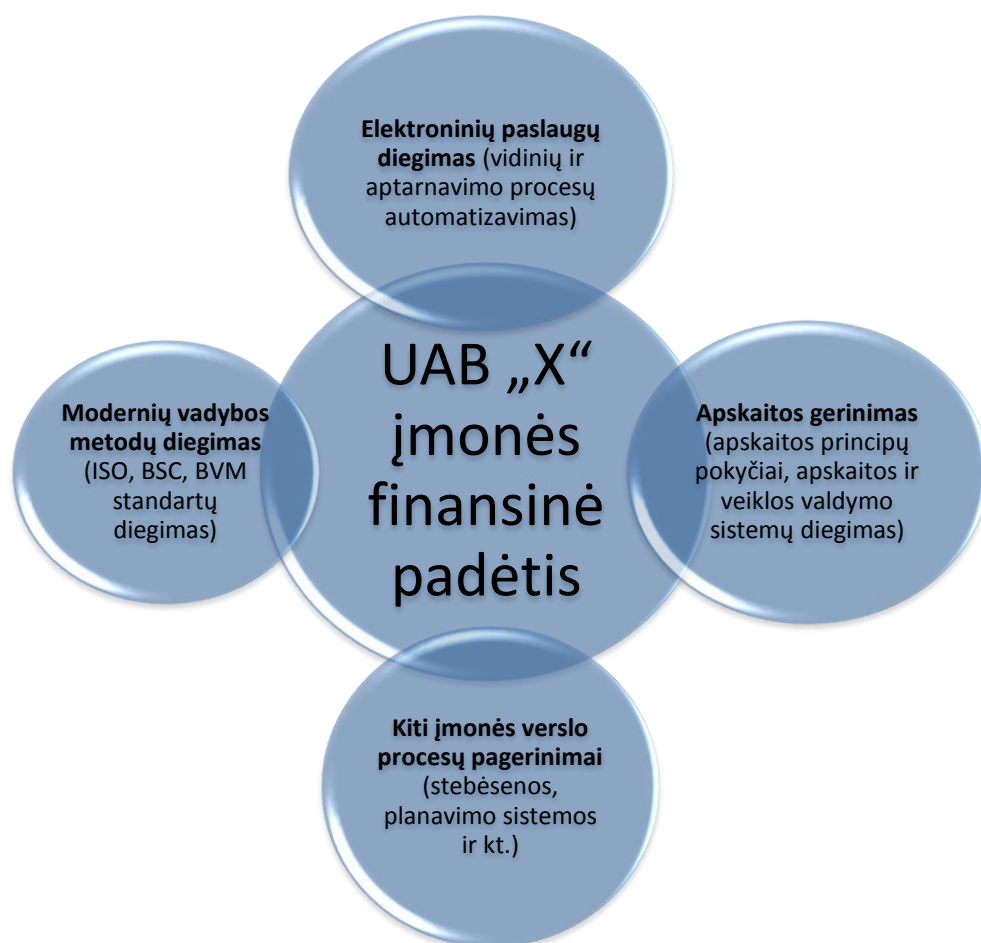 Elektroninių paslaugų
diegimas (vidinių ir
aptarnavimo procesų
automatizavimas)
UAB „X“
įmonės
finansinė
padėtis
Modernių vadybos
metodų diegimas
(ISO, BSC, BVM
standartų
diegimas)
Apskaitos gerinimas
(apskaitos principų
pokyčiai, apskaitos ir
veiklos valdymo
sistemų diegimas)
Kiti įmonės verslo
procesų pagerinimai
(stebėsenos,
planavimo sistemos
ir kt.)